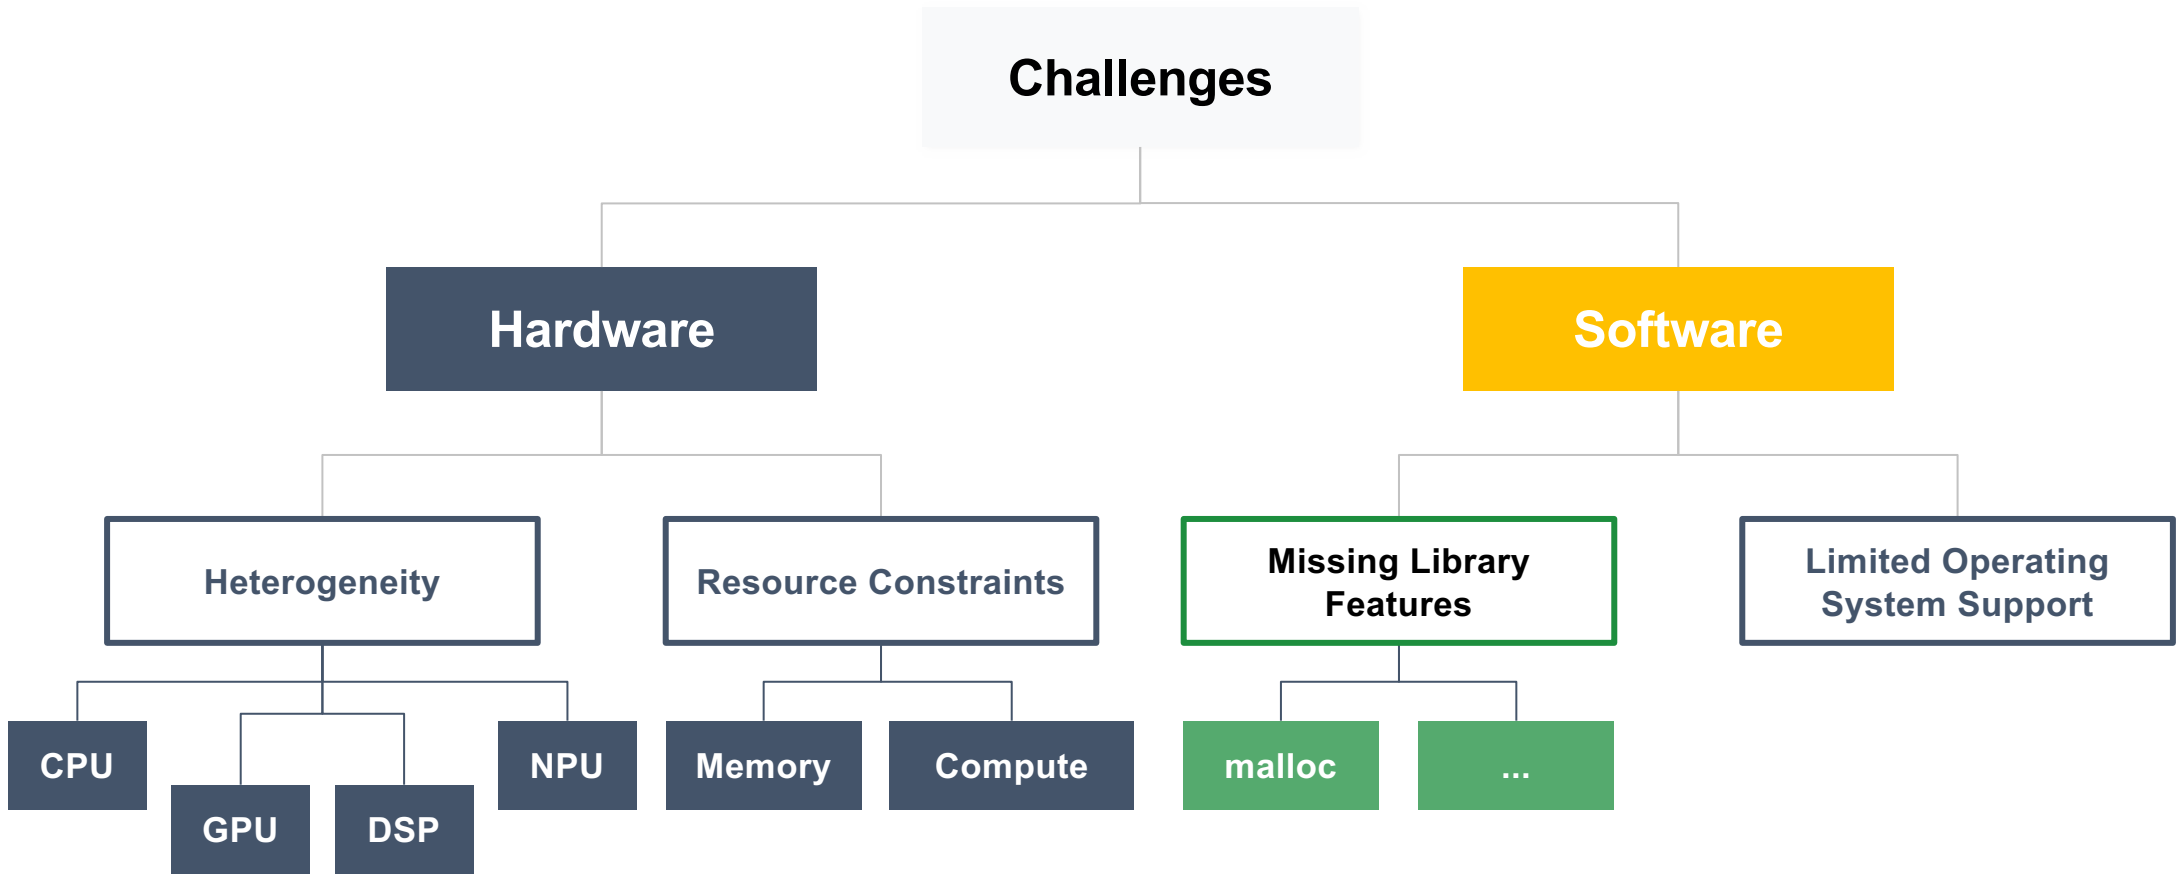 Challenges
Hardware
Software
Heterogeneity
Resource Constraints
Missing Library
Features
Limited Operating
System Support
CPU
GPU
DSP
NPU
Memory
Compute
malloc
...